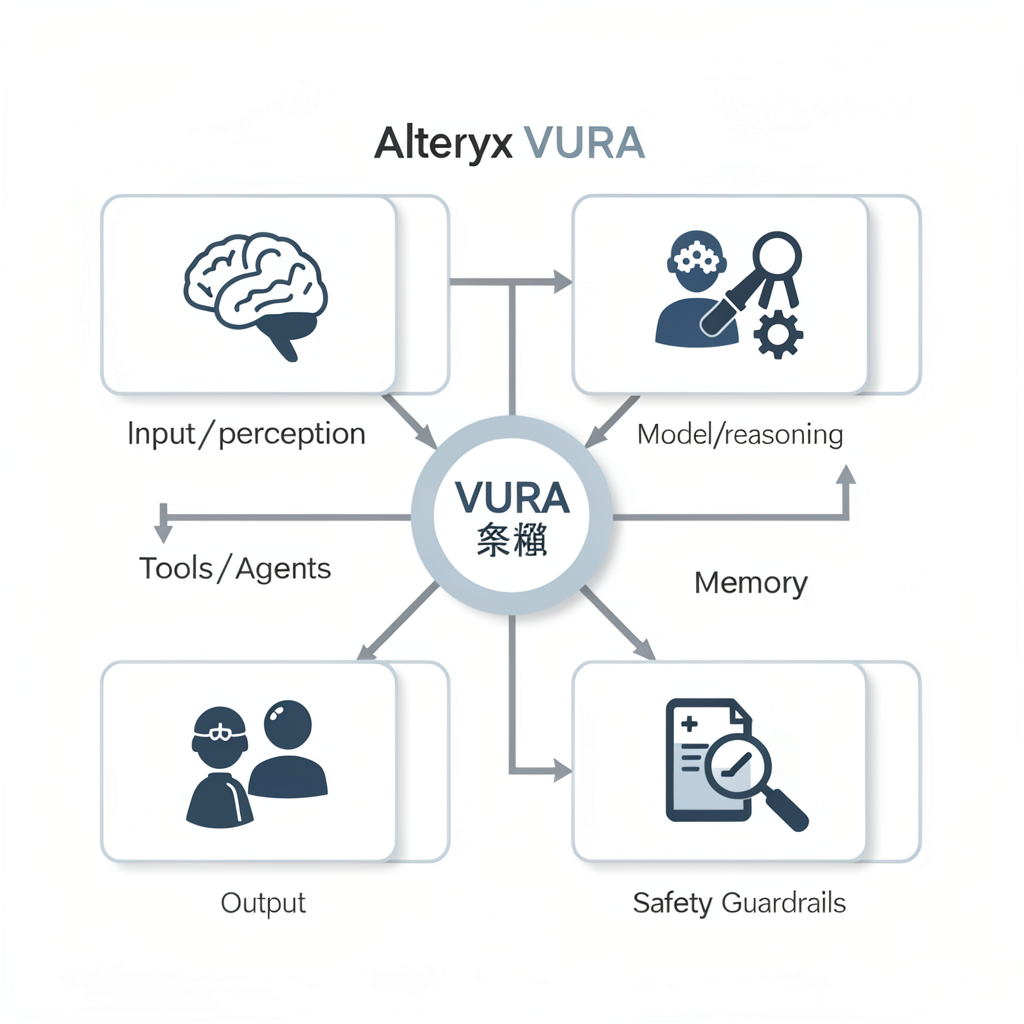 Alteryx VURA
Input/perception
Model/reasoning
VURA
Tools/Agents
Memory
Output
Safety Guardrails